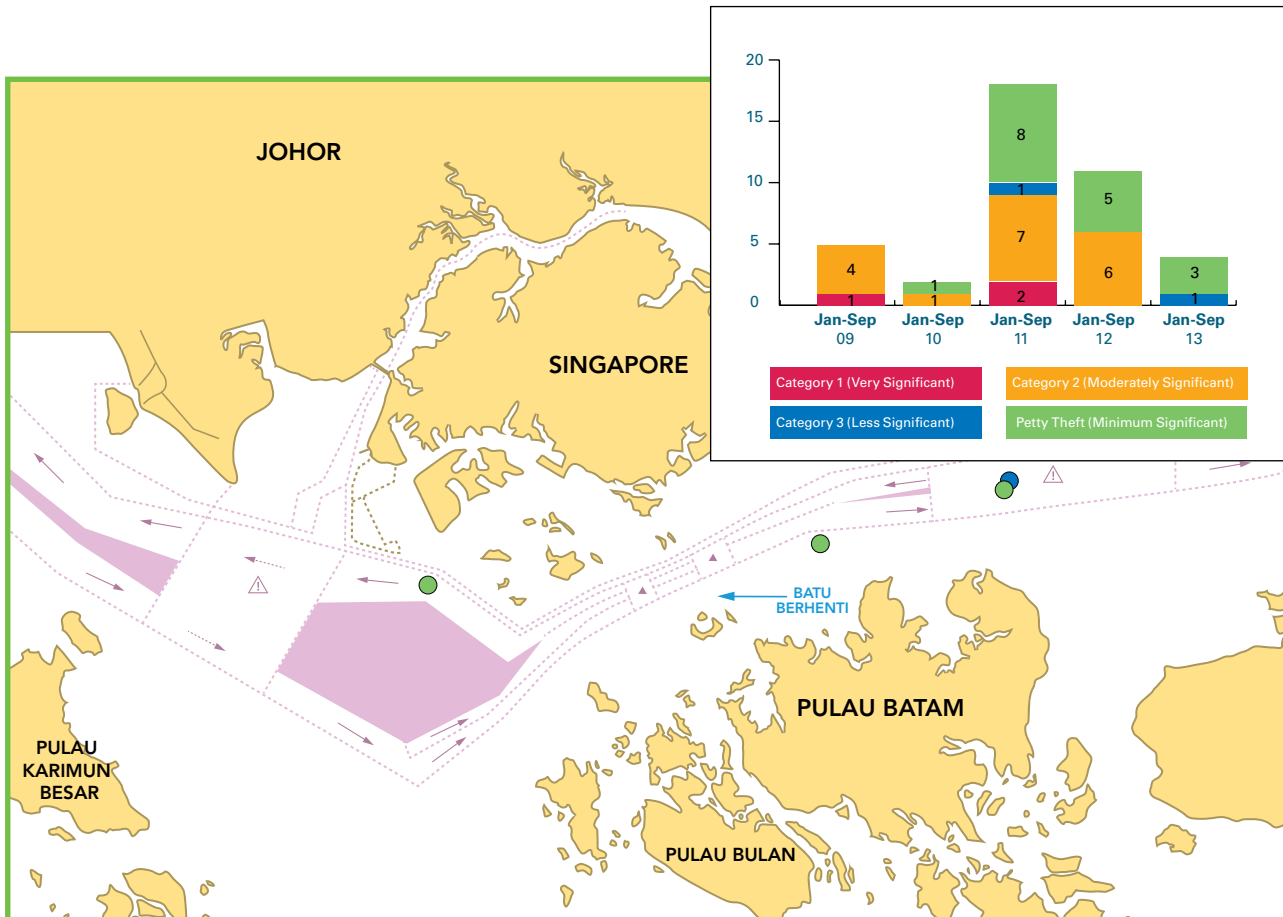 20
15
10
5
0
8
1
7
2
5
6
4
1
1
1
3
1
Jan-Sep
09
Jan-Sep
10
Jan-Sep
11
Jan-Sep
12
Jan-Sep
13
Category 1 (Very Significant)
Category 2 (Moderately Significant)
Category 3 (Less Significant)
Petty Theft (Minimum Significant)
JOHOR
SINGAPORE
BATU
BERHENTI
PULAU BATAM
PULAU
KARIMUN
BESAR
PULAU BULAN